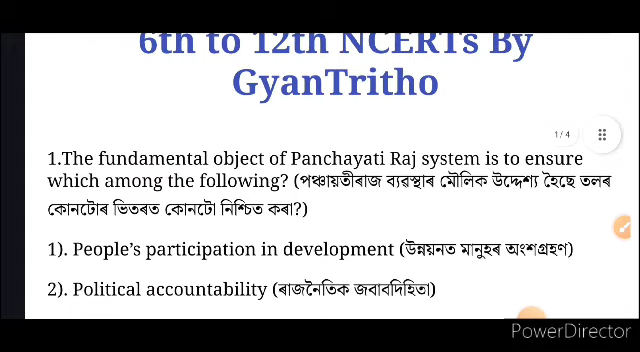 6th to 12th NCERTs By
GyanTritho
1 / 4
1.The fundamental object of Panchayati Raj system is to ensure
which among the following? (পঞ্চায়তীৰাজ ব্যৱস্থাৰ মৌলিক উদ্দেশ্য হৈছে তলৰ
কোনটোৰ ভিতৰত কোনটো নিশ্চিত কৰা?)
1). People's participation in development (উন্নয়নত মানুহৰ অংশগ্ৰহণ)
2). Political accountability (ৰাজনৈতিক জবাবদিহিতা)
PowerDirector